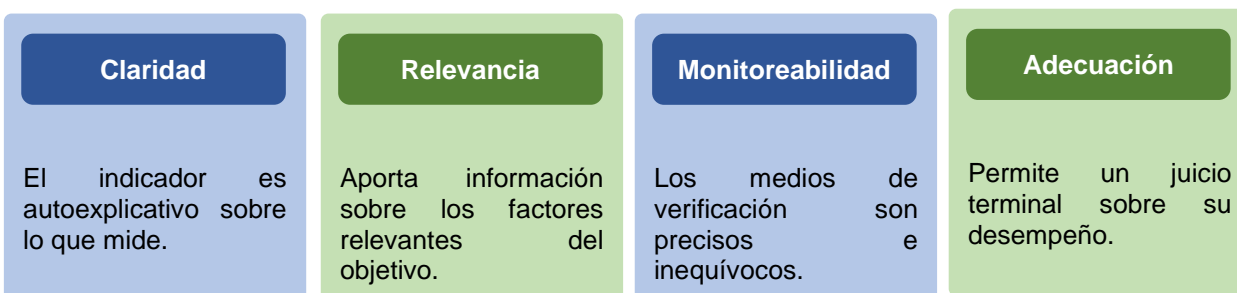 Claridad
El indicador es
autoexplicativo sobre
lo que mide.
Relevancia
Aporta información
sobre los factores
relevantes del
objetivo.
Monitoreabilidad
Los medios de
verificación son
precisos e
inequívocos.
Adecuación
Permite un juicio
terminal sobre su
desempeño.